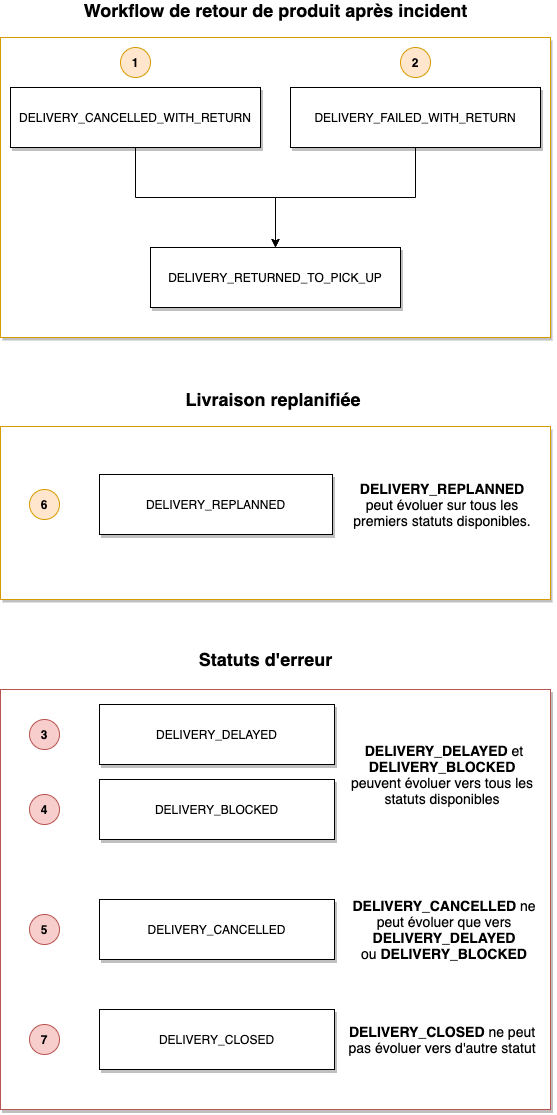 Workflow de retour de produit après incident
1
2
DELIVERY_CANCELLED_WITH_RETURN
DELIVERY_FAILED_WITH_RETURN
DELIVERY_RETURNED_TO_PICK_UP
Livraison replanifiée
6
DELIVERY_REPLANNED
DELIVERY_REPLANNED
peut évoluer sur tous les
premiers statuts disponibles.
Statuts d'erreur
3
DELIVERY_DELAYED
4
DELIVERY_BLOCKED
DELIVERY_DELAYED et
DELIVERY_BLOCKED
peuvent évoluer vers tous les
statuts disponibles
5
DELIVERY_CANCELLED
DELIVERY_CANCELLED ne
peut évoluer que vers
DELIVERY_DELAYED
ou DELIVERY_BLOCKED
7
DELIVERY_CLOSED
DELIVERY_CLOSED ne peut
pas évoluer vers d'autre statut